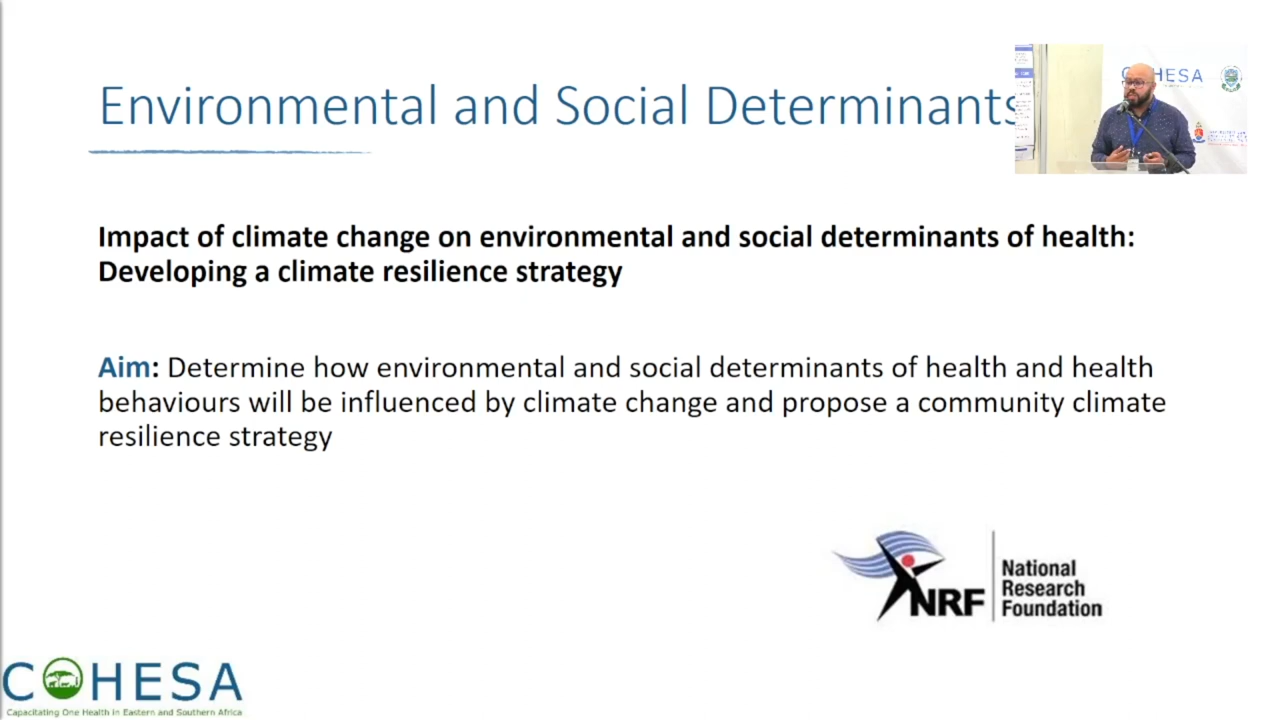 Environmental and Social Determinants
Impact of climate change on environmental and social determinants of health:
Developing a climate resilience strategy
Aim: Determine how environmental and social determinants of health and health
behaviours will be influenced by climate change and propose a community climate
resilience strategy
NRF
National
Research
Foundation
COHESA
Capacitating One Health in Eastern and Southern Africa